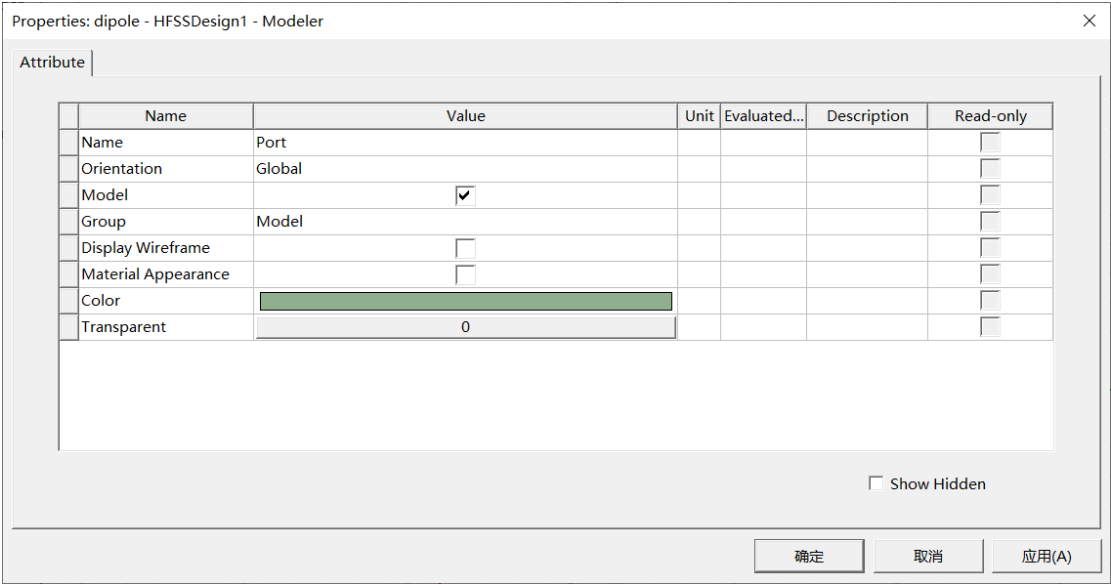 Properties: dipole - HFSSDesign1 - Modeler
Attribute
Name Value Unit Evaluated... Description Read-only
Name Port
Orientation Global
Model
Group Model
Display Wireframe
Material Appearance
Color
Transparent 0
Show Hidden
确定 取消 应用(A)